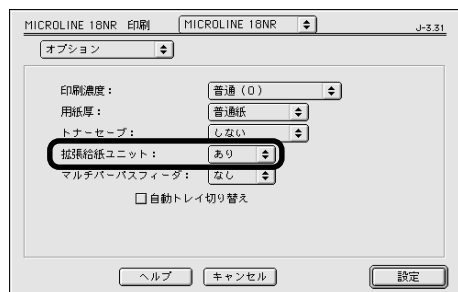 MICROLINE 18NR 印刷 MICROLINE 18NR J-3.31
オプション
印刷濃度： 普通（0）
用紙厚： 普通紙
トナーセーブ： しない
拡張給紙ユニット： あり
マルチパーパスフィーダ： なし
自動トレイ切り替え
ヘルプ キャンセル 設定